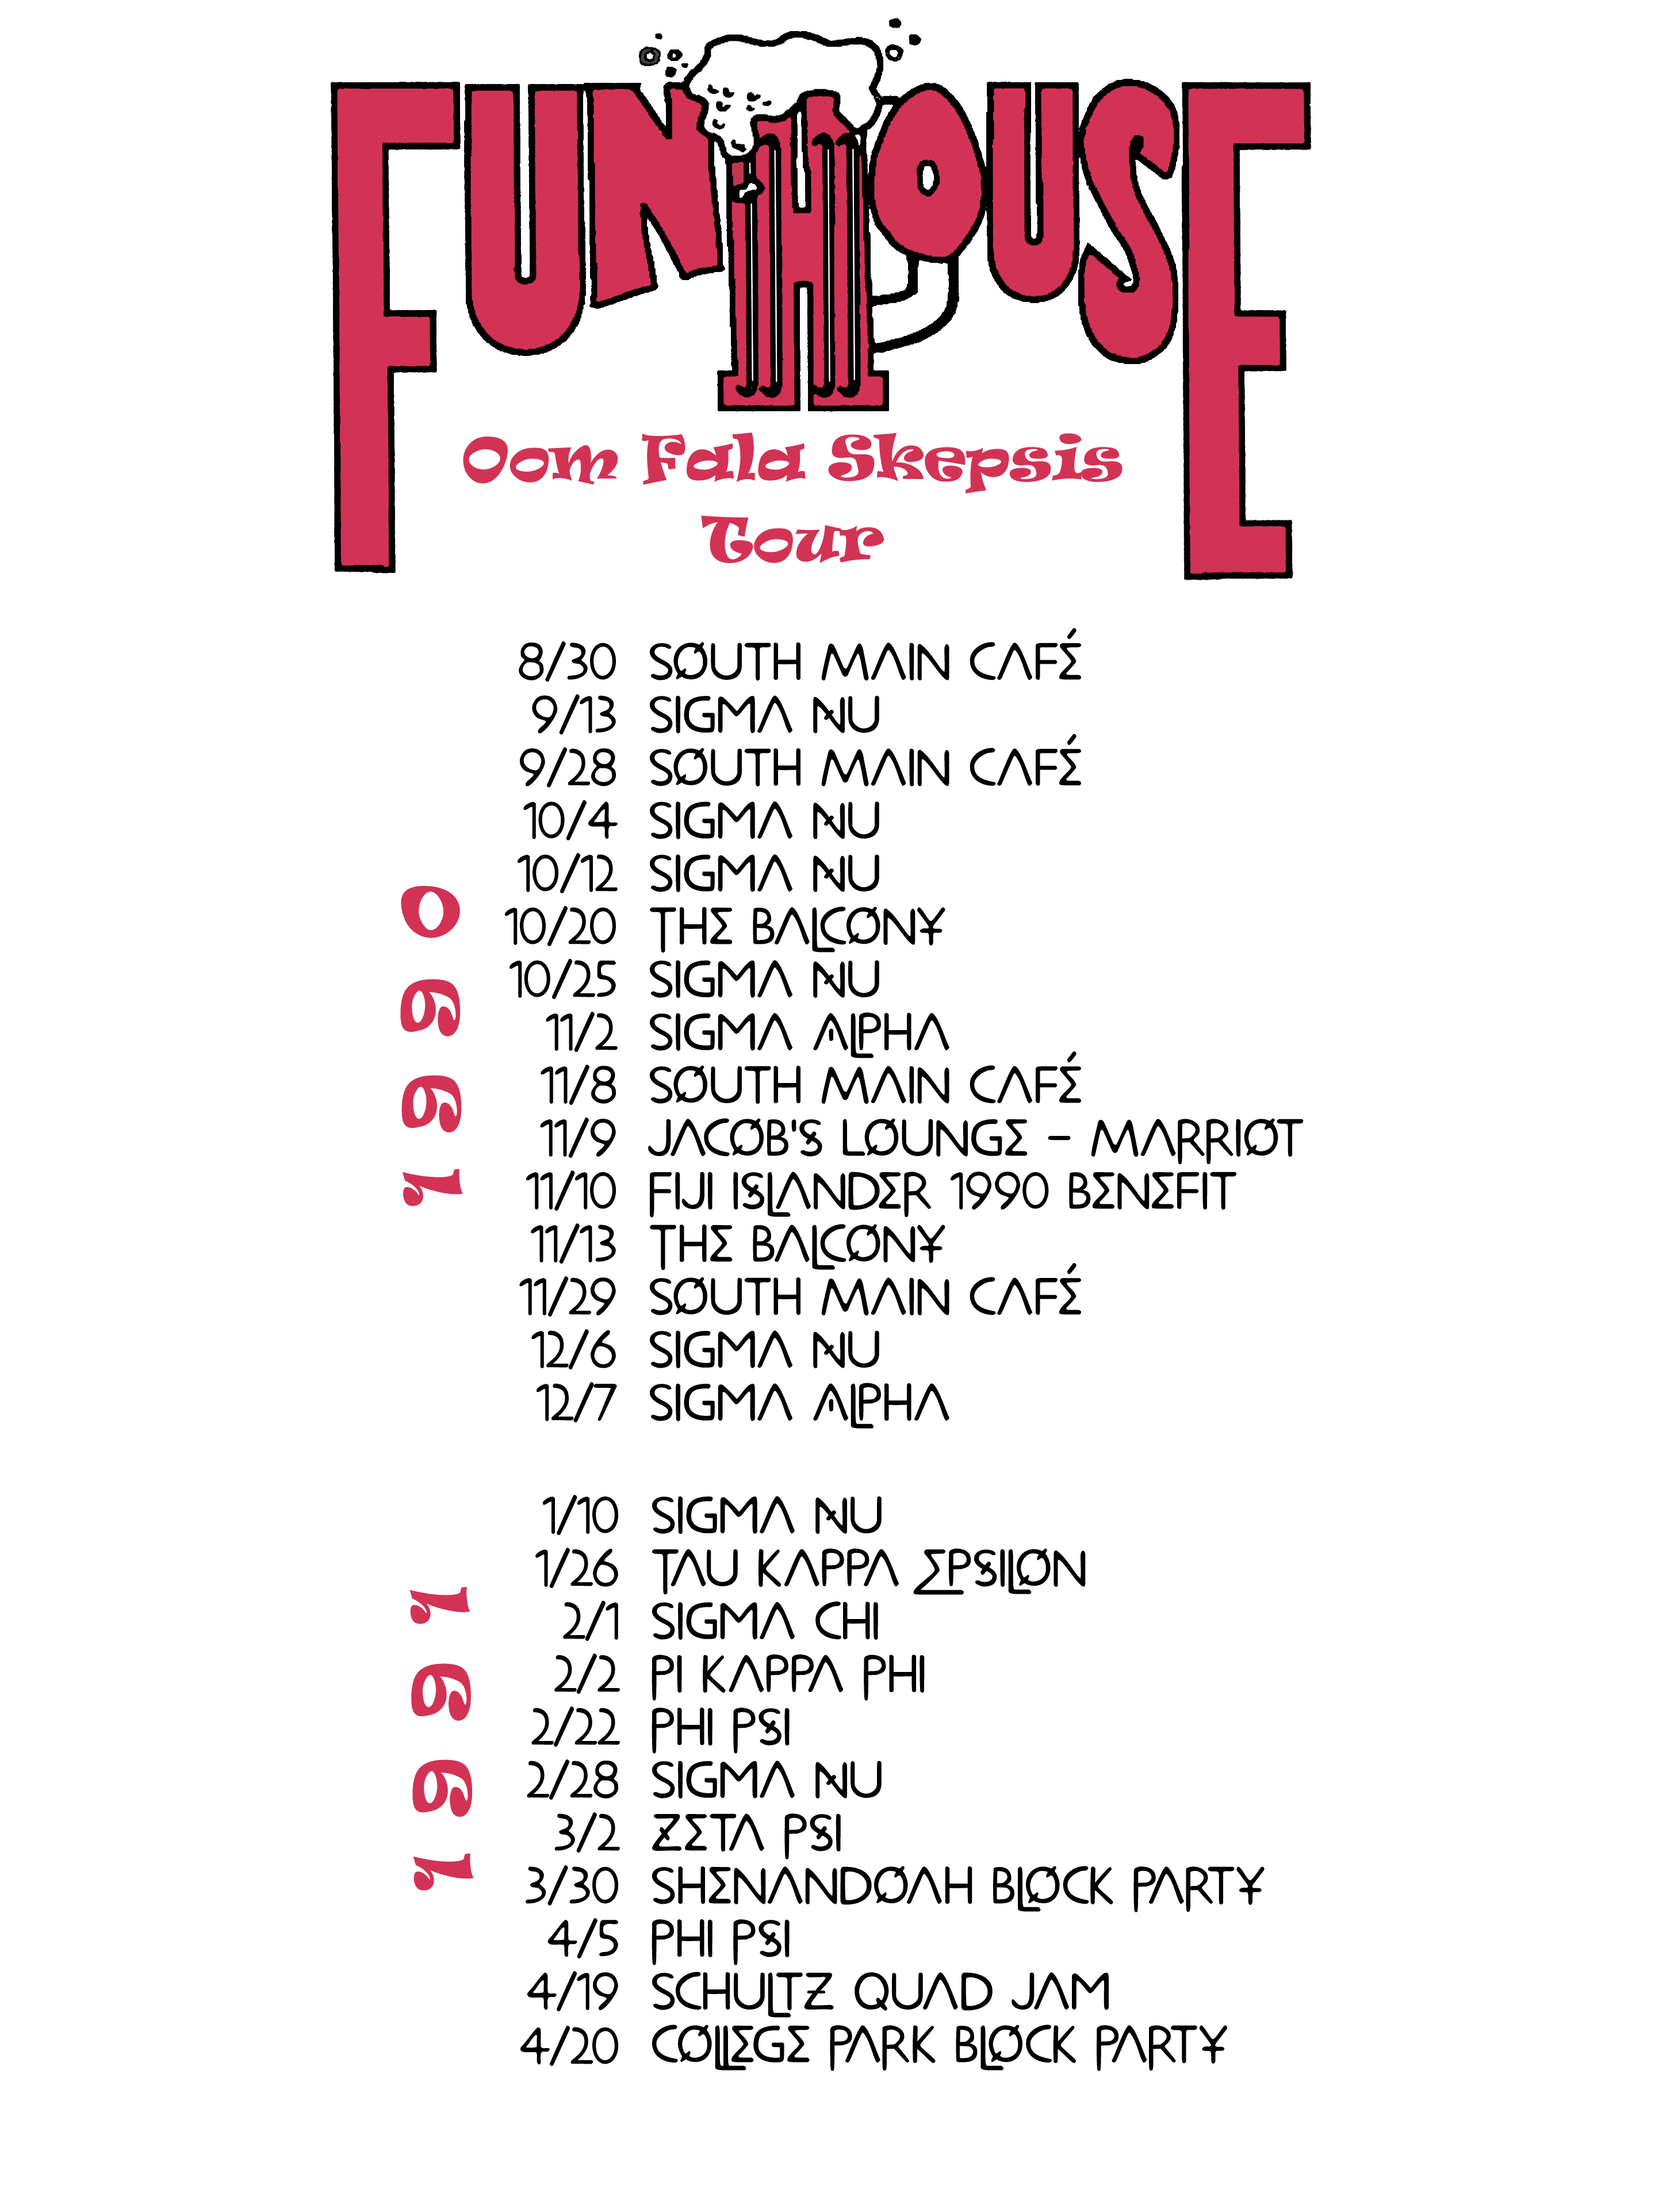 FUNHOUSE
Oom Fala Skepsis
Tour
1990
8/30 SOUTH MAIN CAFÉ
9/13 SIGMA NU
9/28 SOUTH MAIN CAFÉ
10/4 SIGMA NU
10/12 SIGMA NU
10/20 THE BALCONY
10/25 SIGMA NU
11/2 SIGMA ALPHA
11/8 SOUTH MAIN CAFÉ
11/9 JACOB'S LOUNGE - MARRIOT
11/10 FIJI ISLANDER 1990 BENEFIT
11/13 THE BALCONY
11/29 SOUTH MAIN CAFÉ
12/6 SIGMA NU
12/7 SIGMA ALPHA
1991
1/10 SIGMA NU
1/26 TAU KAPPA EPSILON
2/1 SIGMA CHI
2/2 PI KAPPA PHI
2/22 PHI PSI
2/28 SIGMA NU
3/2 ZETA PSI
3/30 SHENANDOAH BLOCK PARTY
4/5 PHI PSI
4/19 SCHULTZ QUAD JAM
4/20 COLLEGE PARK BLOCK PARTY